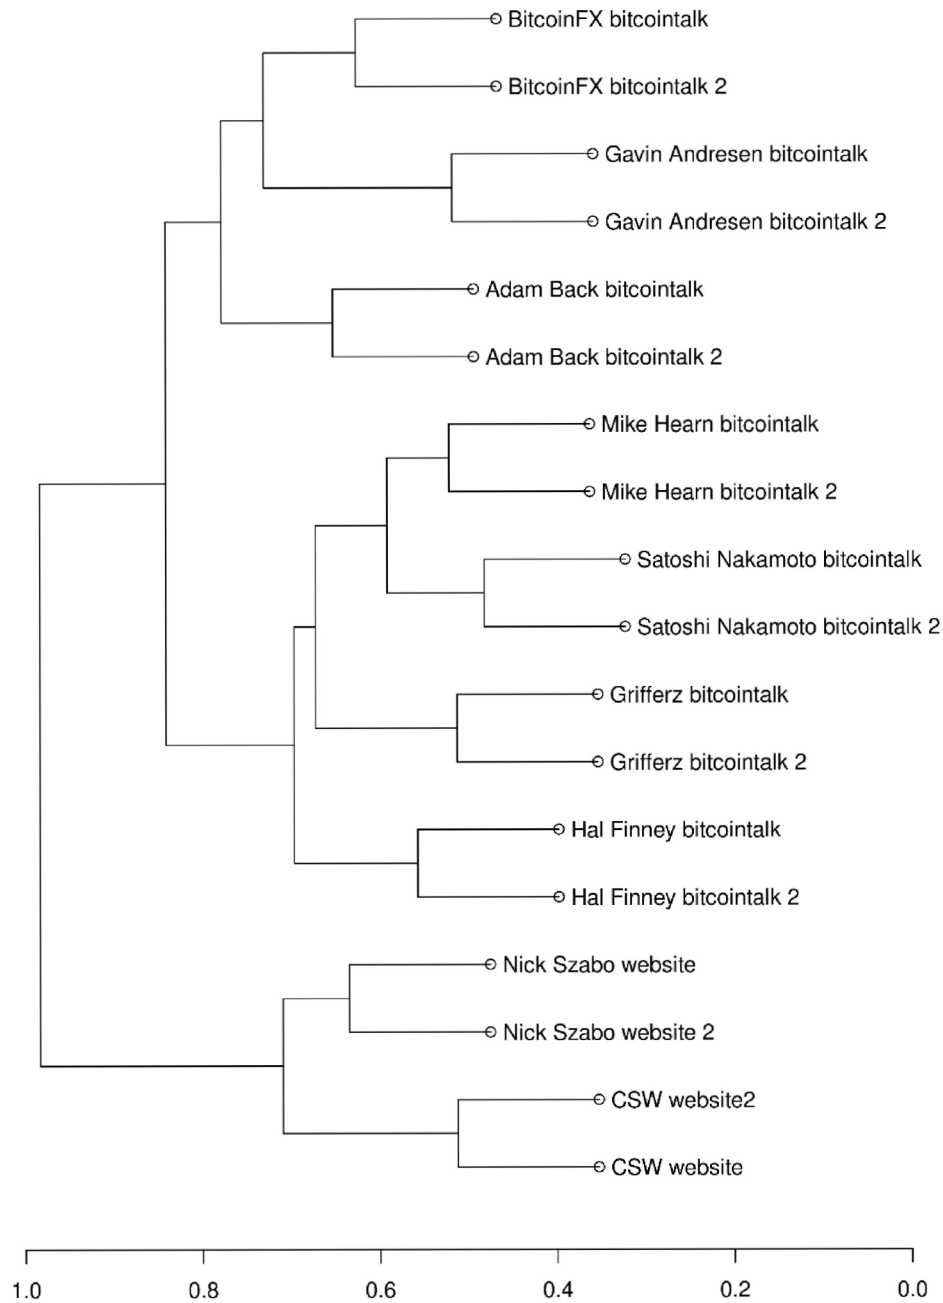 BitcoinFX bitcointalk
BitcoinFX bitcointalk 2
Gavin Andresen bitcointalk
Gavin Andresen bitcointalk 2
Adam Back bitcointalk
Adam Back bitcointalk 2
Mike Hearn bitcointalk
Mike Hearn bitcointalk 2
Satoshi Nakamoto bitcointalk
Satoshi Nakamoto bitcointalk 2
Grifferz bitcointalk
Grifferz bitcointalk 2
Hal Finney bitcointalk
Hal Finney bitcointalk 2
Nick Szabo website
Nick Szabo website 2
CSW website2
CSW website
1.0 0.8 0.6 0.4 0.2 0.0